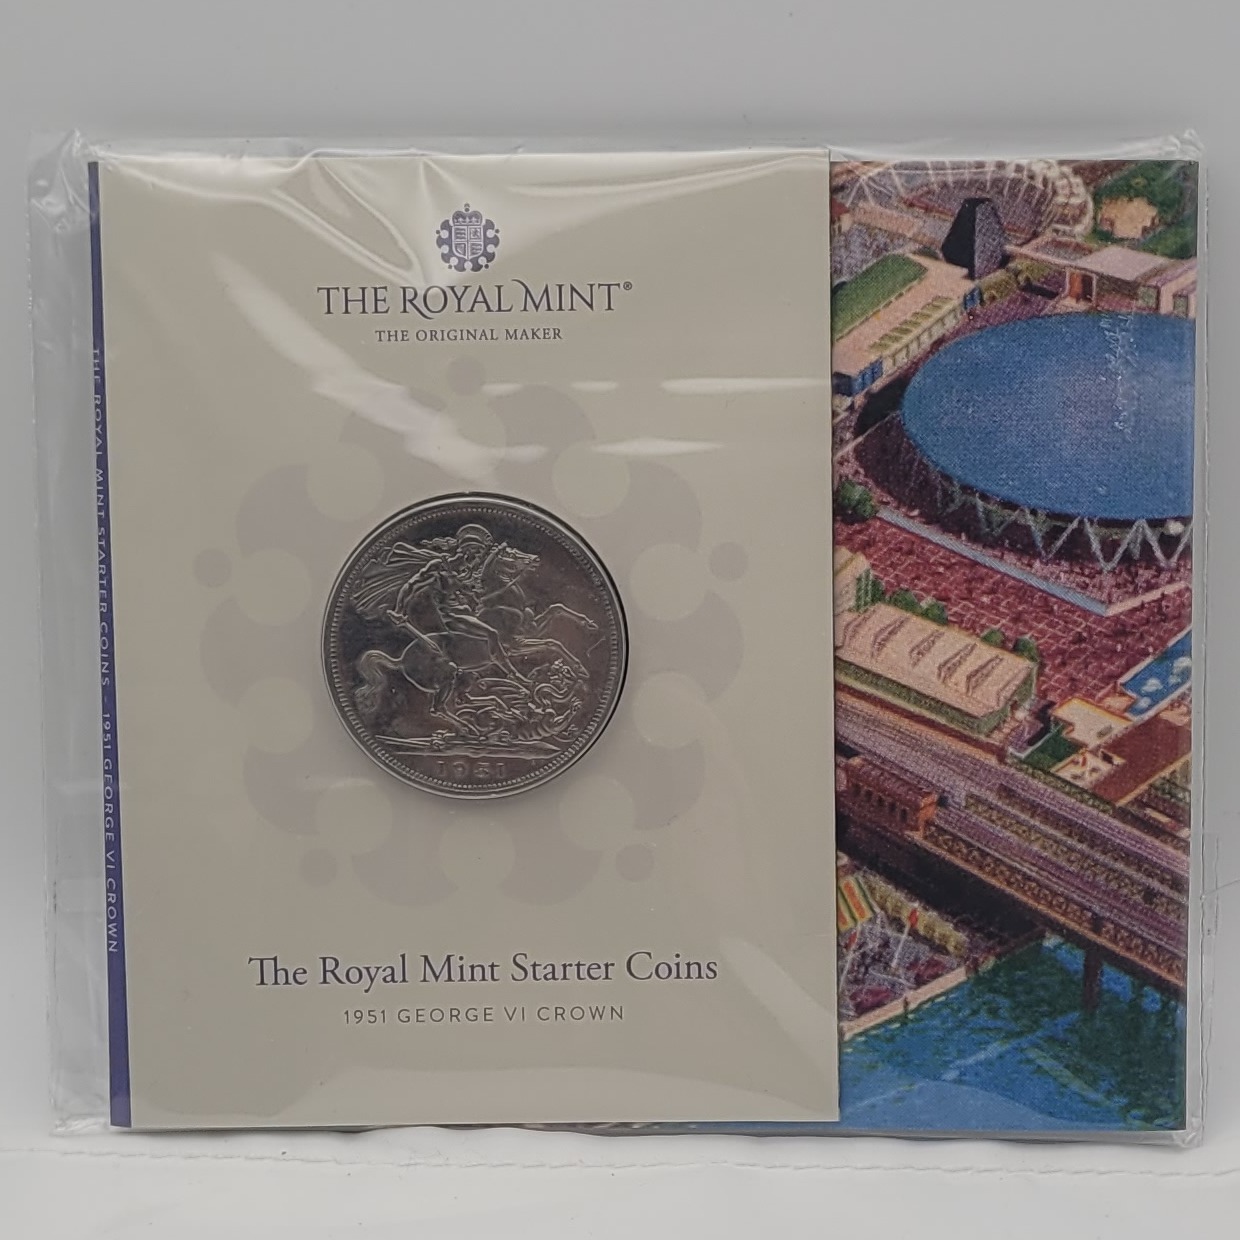 THE ROYAL MINT®
THE ORIGINAL MAKER
1951
The Royal Mint Starter Coins
1951 GEORGE VI CROWN
THE ROYAL MINT STARTER COINS - 1951 GEORGE VI CROWN